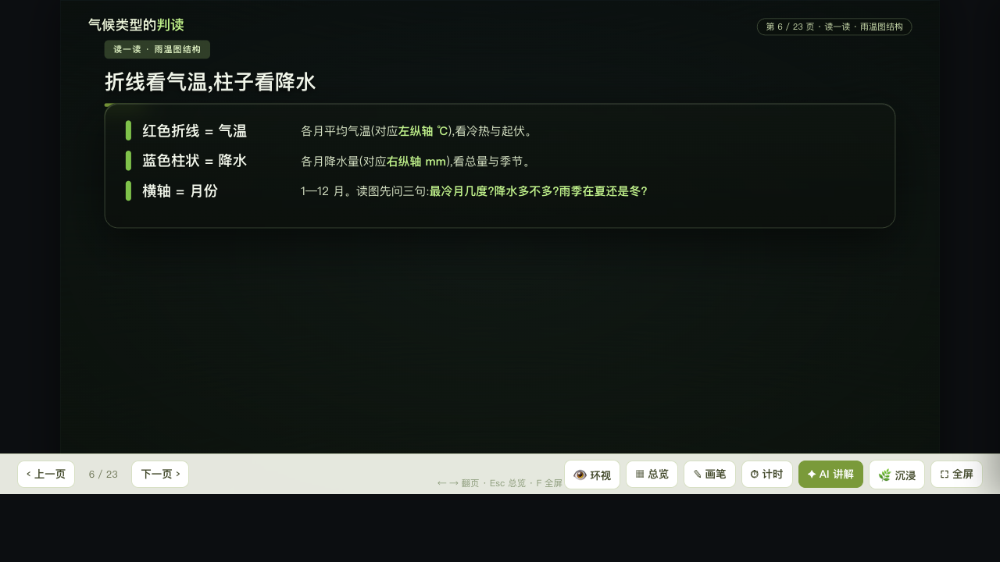 气候类型的判读
第 6 / 23 页 · 读一读 · 雨温图结构
读一读 · 雨温图结构
折线看气温,柱子看降水
红色折线 = 气温 各月平均气温(对应左纵轴 ℃),看冷热与起伏。
蓝色柱状 = 降水 各月降水量(对应右纵轴 mm),看总量与季节。
横轴 = 月份 1—12 月。读图先问三句:最冷月几度?降水多不多?雨季在夏还是冬?
‹ 上一页 6 / 23 下一页 › ← → 翻页 · Esc 总览 · F 全屏 👁 环视 ▦ 总览 ✎ 画笔 ⏱ 计时 ✦ AI 讲解 🌿 沉浸 ⛶ 全屏